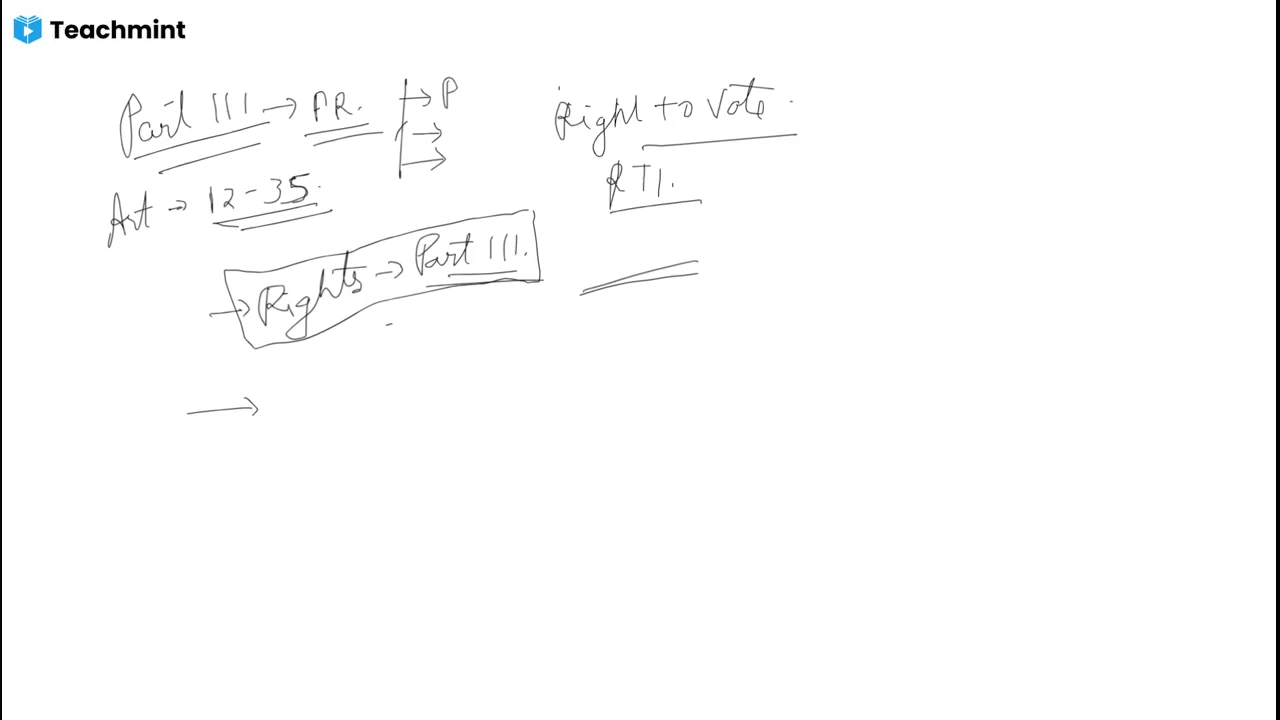 Teachmint
Part III → FR. → P
Right to Vote.
Art → 12-35.
RTI.
→ Rights → Part III.